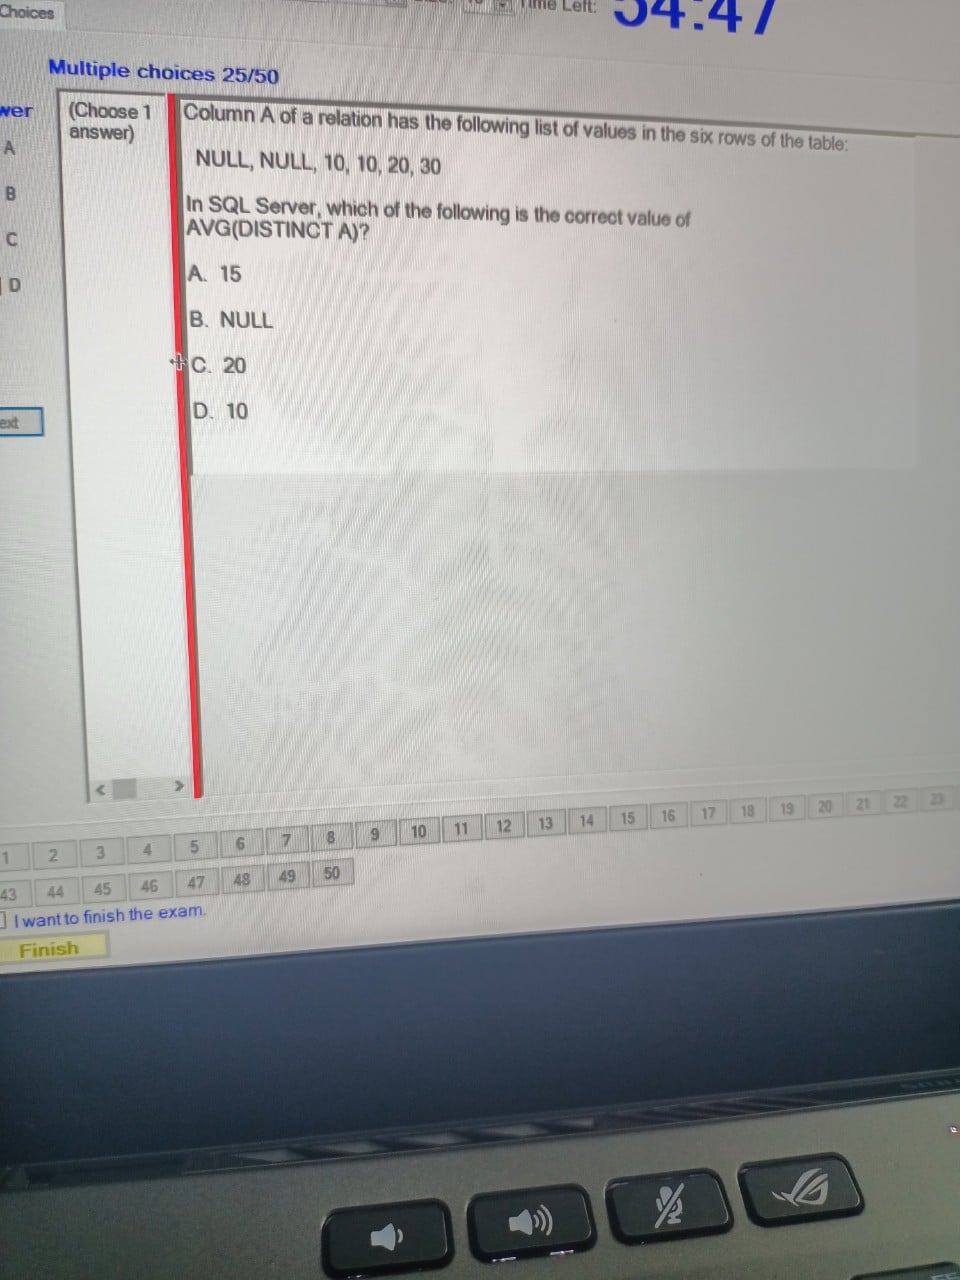 Choices
Time Left: 54:47
Multiple choices 25/50
A
B
C
D
(Choose 1
answer)
Column A of a relation has the following list of values in the six rows of the table:
NULL, NULL, 10, 10, 20, 30
In SQL Server, which of the following is the correct value of
AVG(DISTINCT A)?
A. 15
B. NULL
C. 20
D. 10
1 2 3 4 5 6 7 8 9 10 11 12 13 14 15 16 17 18 19 20 21 22 23
43 44 45 46 47 48 49 50
I want to finish the exam.
Finish